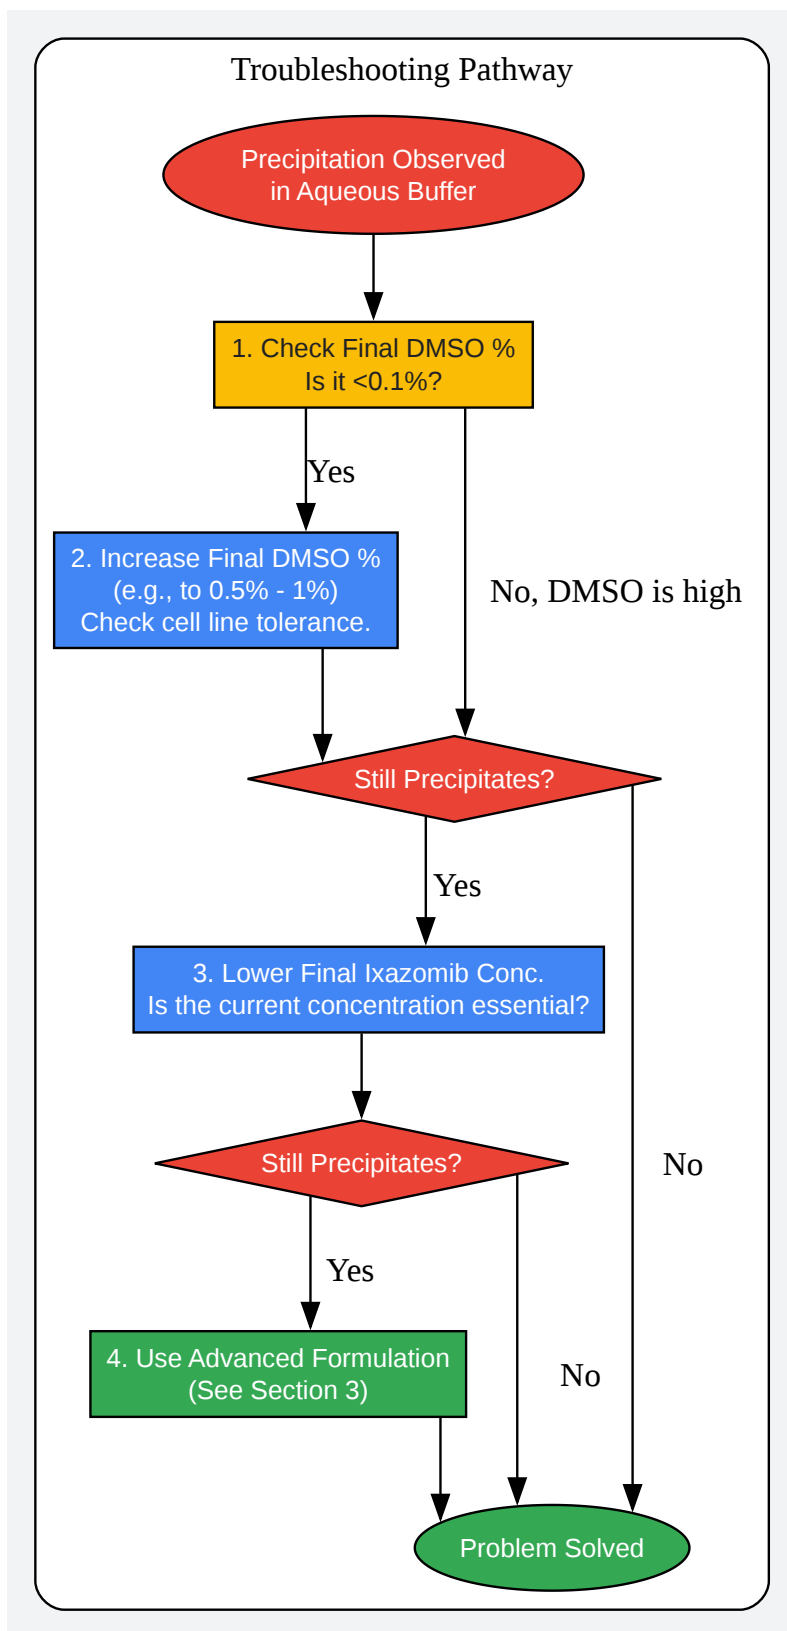 Troubleshooting Pathway
Precipitation Observed
in Aqueous Buffer
1. Check Final DMSO %
Is it <0.1%?
Yes
2. Increase Final DMSO %
(e.g., to 0.5% - 1%)
Check cell line tolerance.
No, DMSO is high
Still Precipitates?
Yes
3. Lower Final Ixazomib Conc.
Is the current concentration essential?
Still Precipitates?
No
Yes
4. Use Advanced Formulation
(See Section 3)
No
Problem Solved